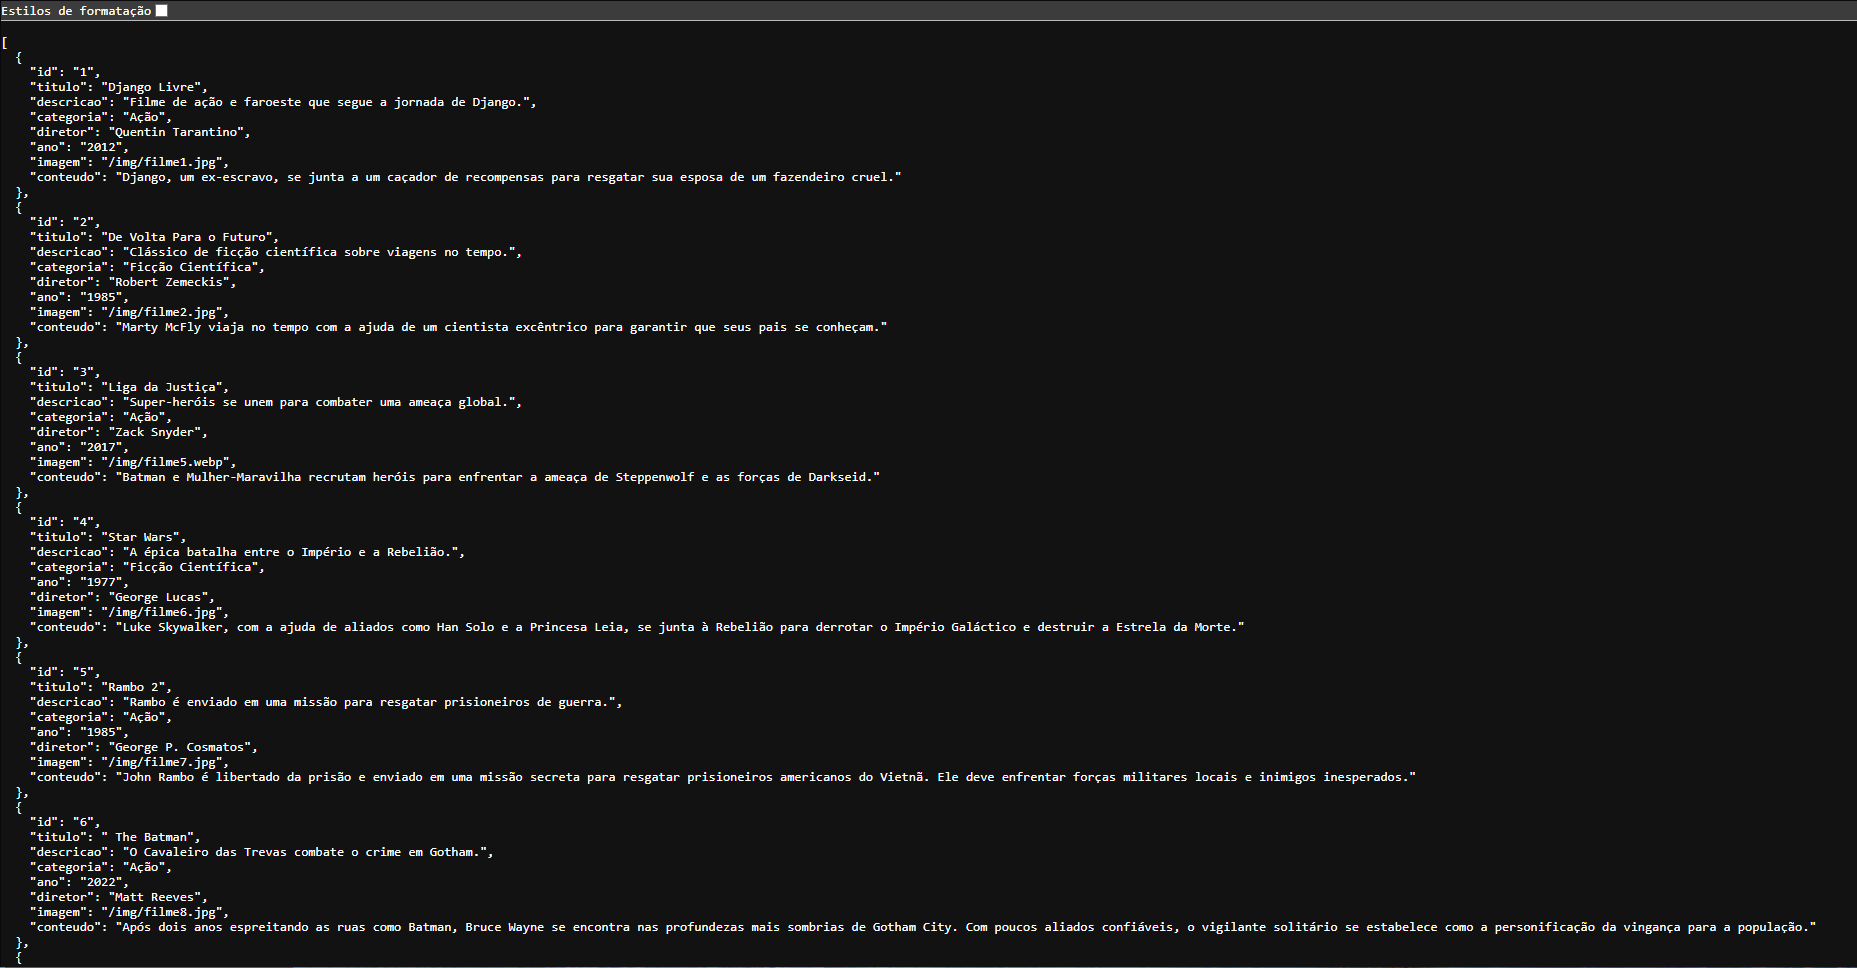 Estilos de formatação
[
  {
    "id": "1",
    "titulo": "Django Livre",
    "descricao": "Filme de ação e faroeste que segue a jornada de Django.",
    "categoria": "Ação",
    "diretor": "Quentin Tarantino",
    "ano": "2012",
    "imagem": "/img/filme1.jpg",
    "conteudo": "Django, um ex-escravo, se junta a um caçador de recompensas para resgatar sua esposa de um fazendeiro cruel."
  },
  {
    "id": "2",
    "titulo": "De Volta Para o Futuro",
    "descricao": "Clássico de ficção científica sobre viagens no tempo.",
    "categoria": "Ficção Científica",
    "diretor": "Robert Zemeckis",
    "ano": "1985",
    "imagem": "/img/filme2.jpg",
    "conteudo": "Marty McFly viaja no tempo com a ajuda de um cientista excêntrico para garantir que seus pais se conheçam."
  },
  {
    "id": "3",
    "titulo": "Liga da Justiça",
    "descricao": "Super-heróis se unem para combater uma ameaça global.",
    "categoria": "Ação",
    "diretor": "Zack Snyder",
    "ano": "2017",
    "imagem": "/img/filme5.webp",
    "conteudo": "Batman e Mulher-Maravilha recrutam heróis para enfrentar a ameaça de Steppenwolf e as forças de Darkseid."
  },
  {
    "id": "4",
    "titulo": "Star Wars",
    "descricao": "A épica batalha entre o Império e a Rebelião.",
    "categoria": "Ficção Científica",
    "ano": "1977",
    "diretor": "George Lucas",
    "imagem": "/img/filme6.jpg",
    "conteudo": "Luke Skywalker, com a ajuda de aliados como Han Solo e a Princesa Leia, se junta à Rebelião para derrotar o Império Galáctico e destruir a Estrela da Morte."
  },
  {
    "id": "5",
    "titulo": "Rambo 2",
    "descricao": "Rambo é enviado em uma missão para resgatar prisioneiros de guerra.",
    "categoria": "Ação",
    "ano": "1985",
    "diretor": "George P. Cosmatos",
    "imagem": "/img/filme7.jpg",
    "conteudo": "John Rambo é libertado da prisão e enviado em uma missão secreta para resgatar prisioneiros americanos do Vietnã. Ele deve enfrentar forças militares locais e inimigos inesperados."
  },
  {
    "id": "6",
    "titulo": " The Batman",
    "descricao": "O Cavaleiro das Trevas combate o crime em Gotham.",
    "categoria": "Ação",
    "ano": "2022",
    "diretor": "Matt Reeves",
    "imagem": "/img/filme8.jpg",
    "conteudo": "Após dois anos espreitando as ruas como Batman, Bruce Wayne se encontra nas profundezas mais sombrias de Gotham City. Com poucos aliados confiáveis, o vigilante solitário se estabelece como a personificação da vingança para a população."
  },
  {